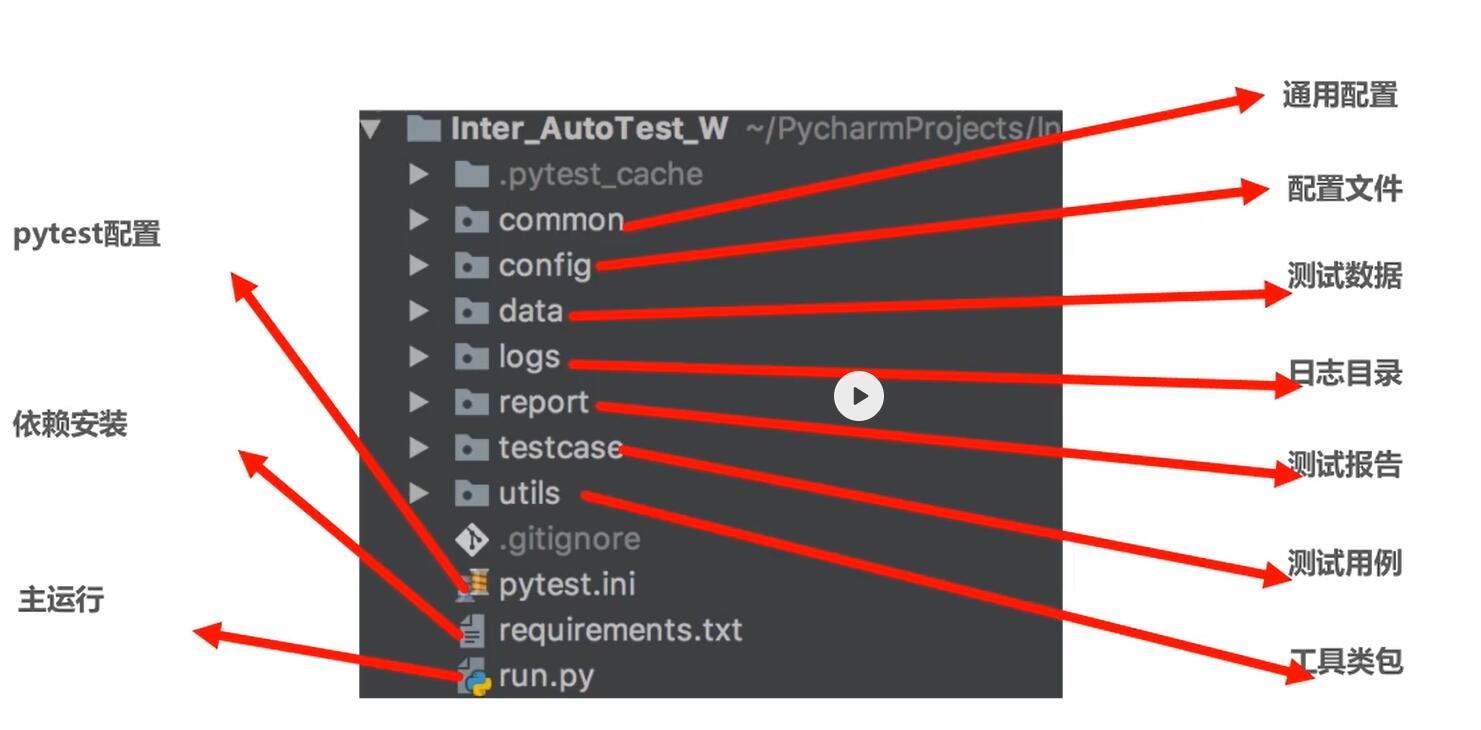 通用配置
Inter_AutoTest_W ~/PycharmProjects/In
.pytest_cache
配置文件
common
pytest配置
config
测试数据
data
logs
日志目录
report
依赖安装
testcase
测试报告
utils
.gitignore
测试用例
pytest.ini
主运行
requirements.txt
工具类包
run.py